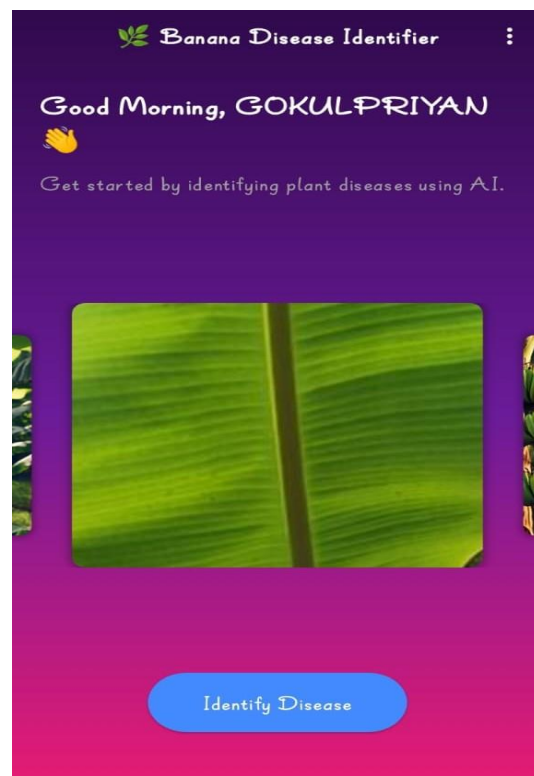 🌿 Banana Disease Identifier
Good Morning, GOKULPRIYAN
👋
Get started by identifying plant diseases using AI.
Identify Disease